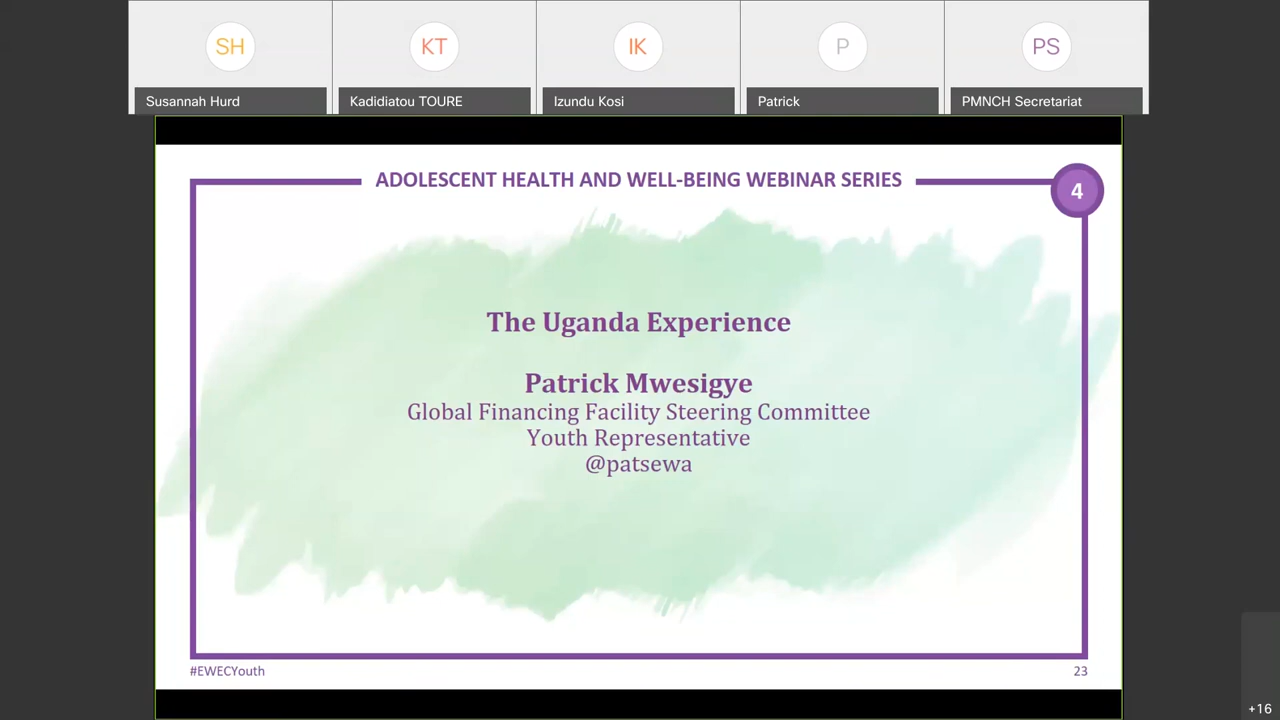 SH
KT
IK
P
PS
Susannah Hurd
Kadidiatou TOURE
Izundu Kosi
Patrick
PMNCH Secretariat
ADOLESCENT HEALTH AND WELL-BEING WEBINAR SERIES
4
The Uganda Experience
Patrick Mwesigye
Global Financing Facility Steering Committee
Youth Representative
@patsewa
#EWECYouth
23
+16